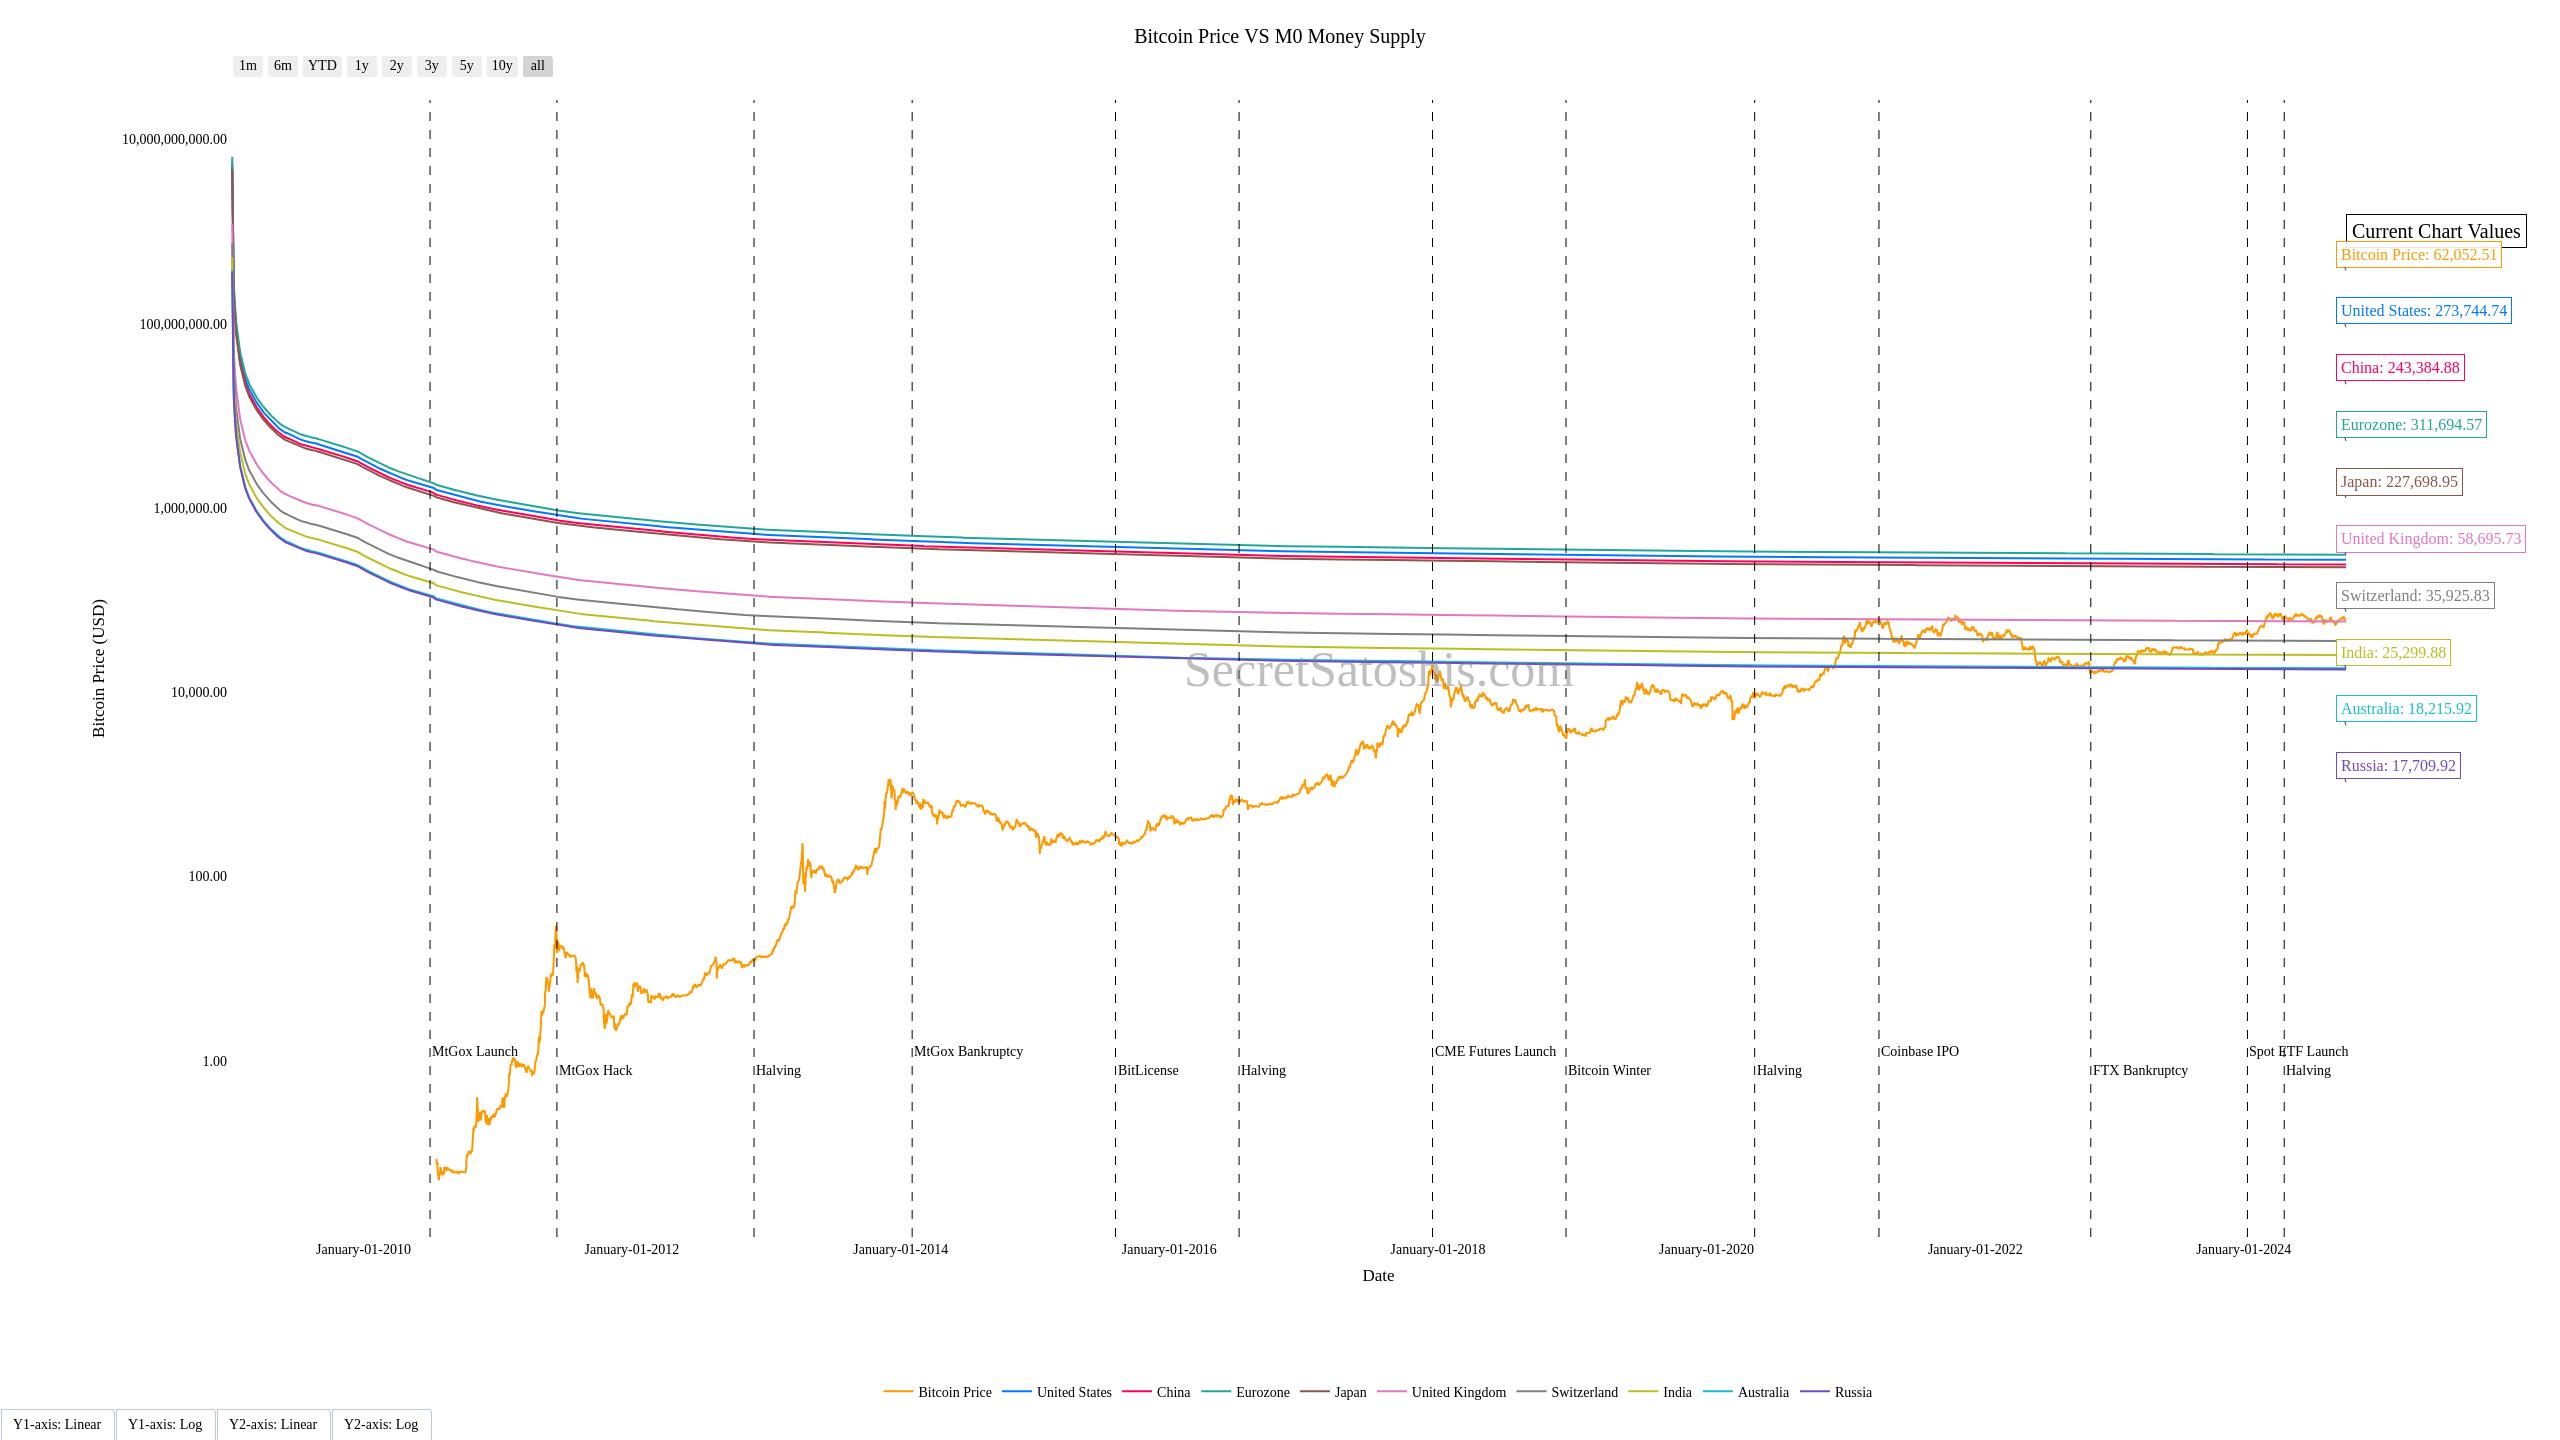 Bitcoin Price VS M0 Money Supply
1m 6m YTD 1y 2y 3y 5y 10y all
10,000,000,000.00
100,000,000.00
1,000,000.00
10,000.00
100.00
1.00
Bitcoin Price (USD)
SecretSatoshis.com
Current Chart Values
Bitcoin Price: 62,052.51
United States: 273,744.74
China: 243,384.88
Eurozone: 311,694.57
Japan: 227,698.95
United Kingdom: 58,695.73
Switzerland: 35,925.83
India: 25,299.88
Australia: 18,215.92
Russia: 17,709.92
MtGox Launch
MtGox Hack
Halving
MtGox Bankruptcy
BitLicense
Halving
CME Futures Launch
Bitcoin Winter
Halving
Coinbase IPO
FTX Bankruptcy
Spot ETF Launch
Halving
January-01-2010 January-01-2012 January-01-2014 January-01-2016 January-01-2018 January-01-2020 January-01-2022 January-01-2024
Date
Bitcoin Price United States China Eurozone Japan United Kingdom Switzerland India Australia Russia
Y1-axis: Linear Y1-axis: Log Y2-axis: Linear Y2-axis: Log